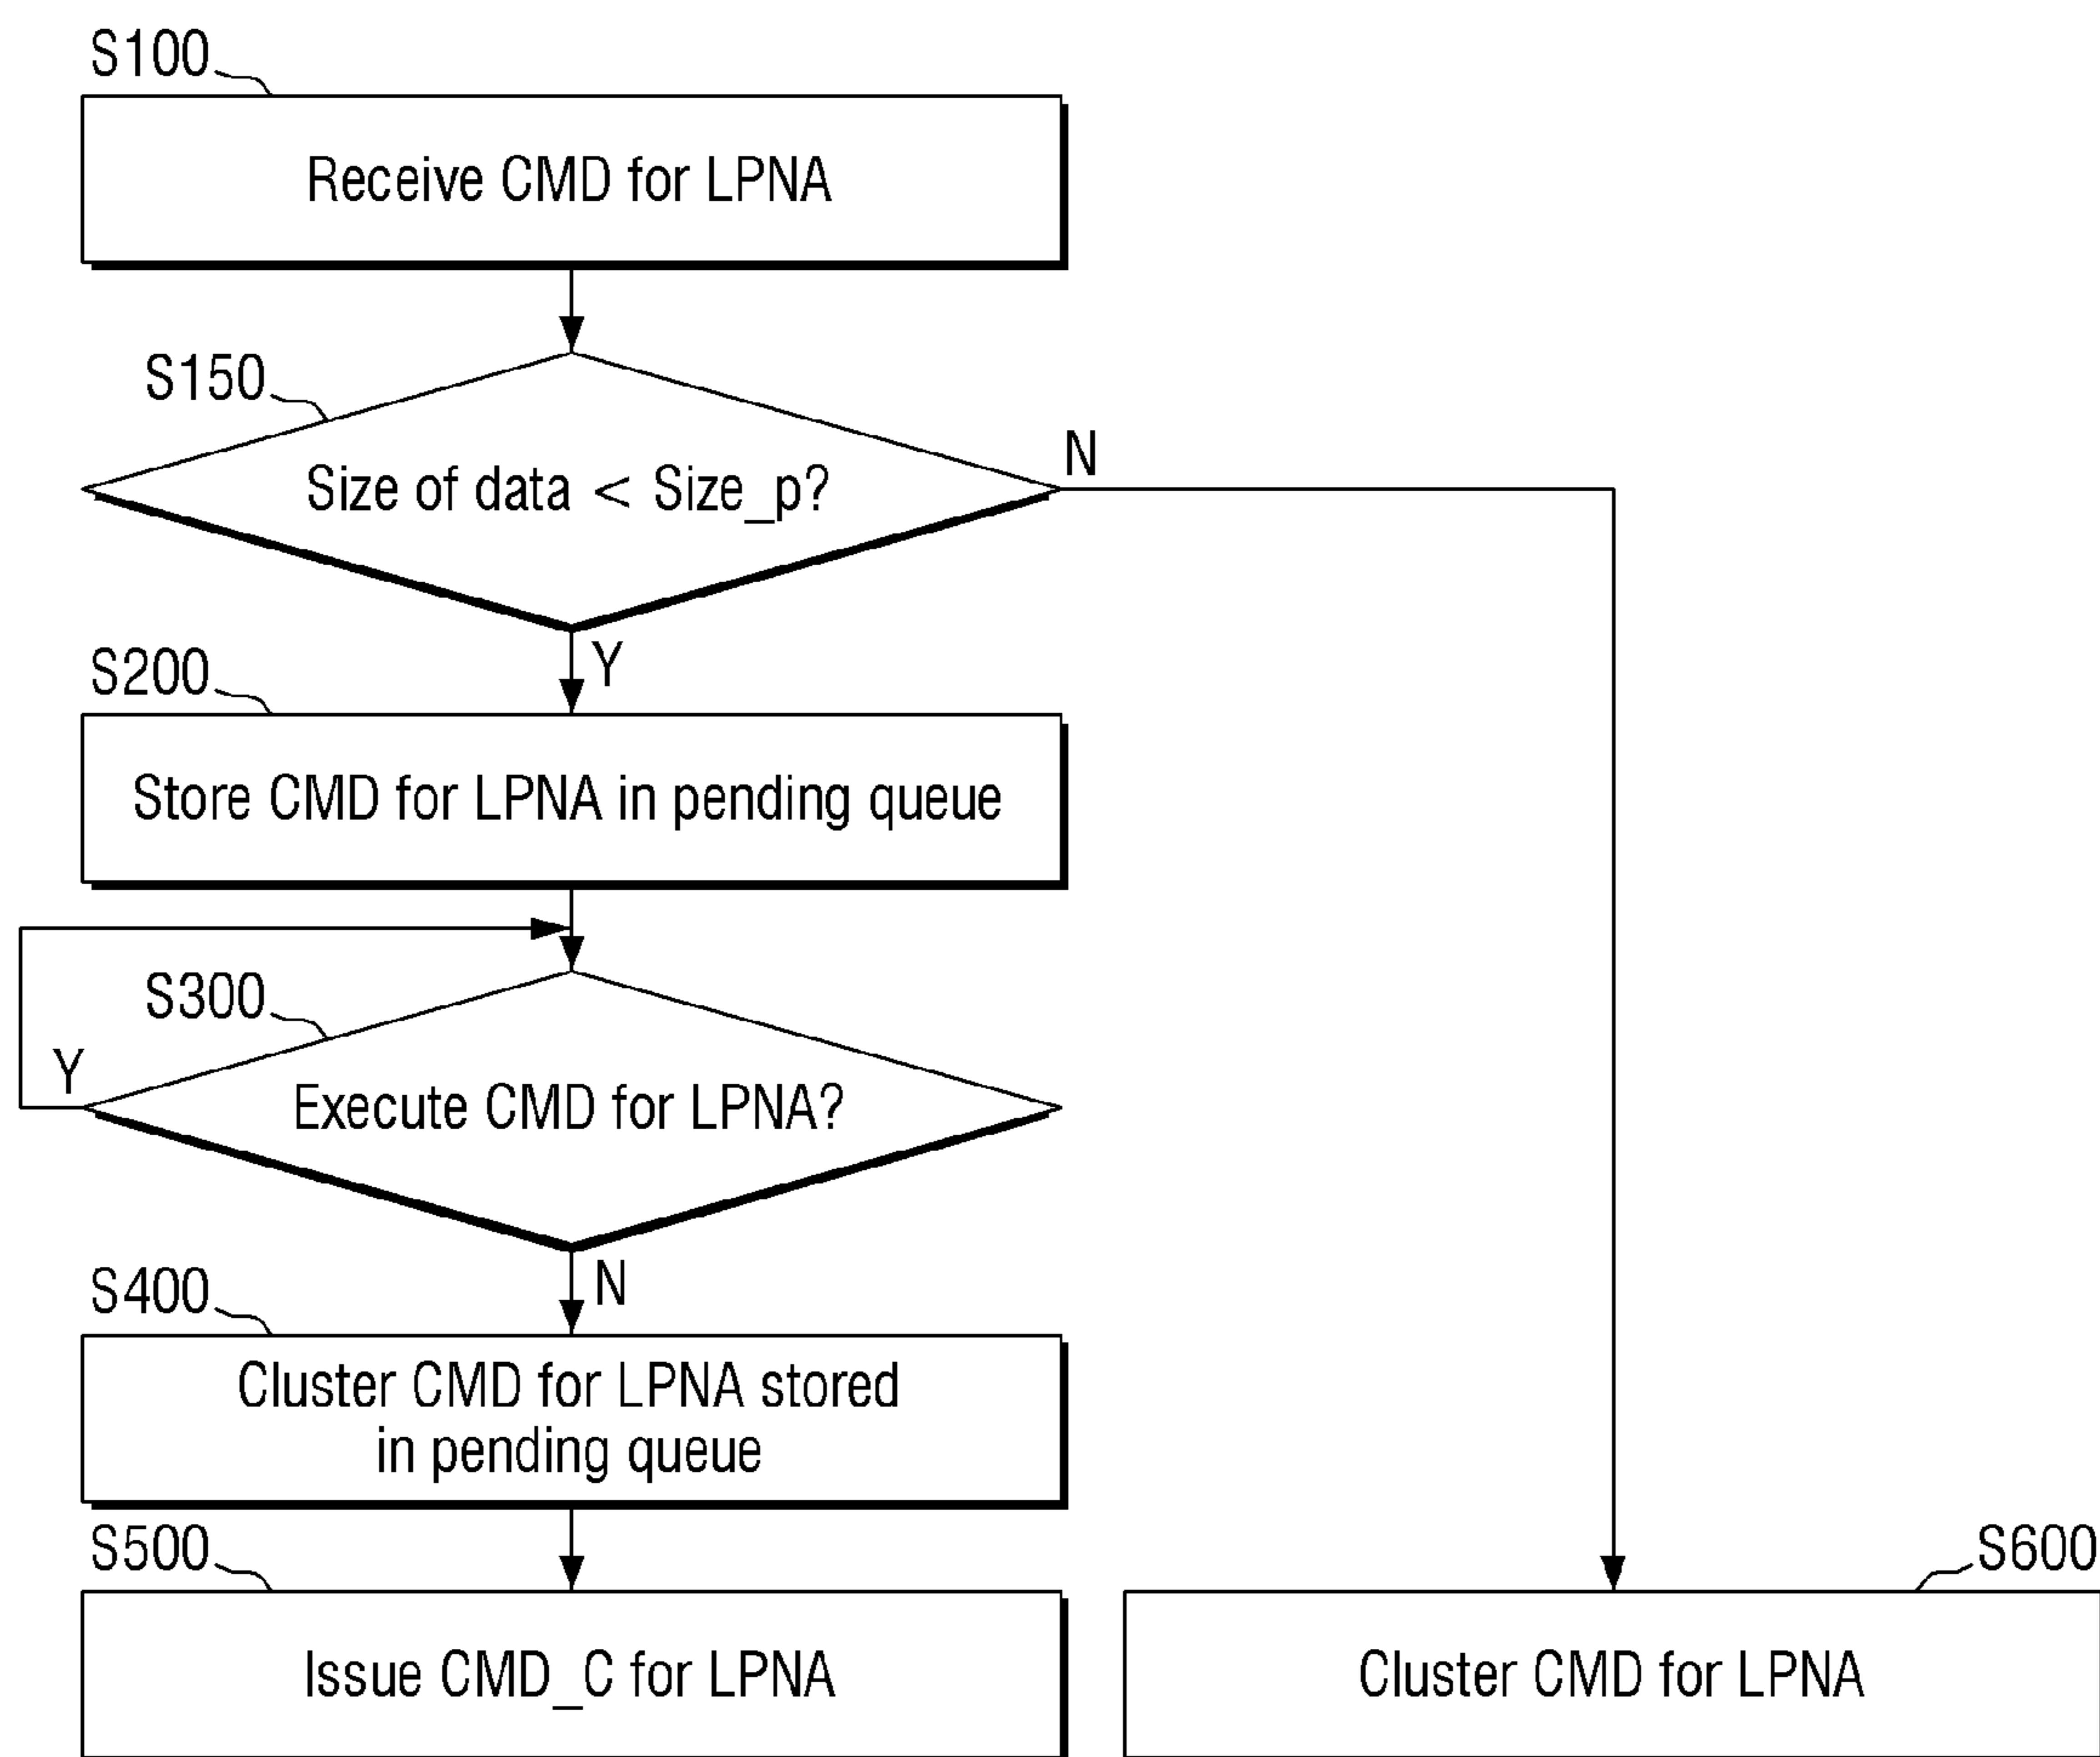 S100
Receive CMD for LPNA
S150
Size of data < Size_p?
N
Y
S200
Store CMD for LPNA in pending queue
S300
Y
Execute CMD for LPNA?
N
S400
Cluster CMD for LPNA stored
in pending queue
S500
Issue CMD_C for LPNA
S600
Cluster CMD for LPNA